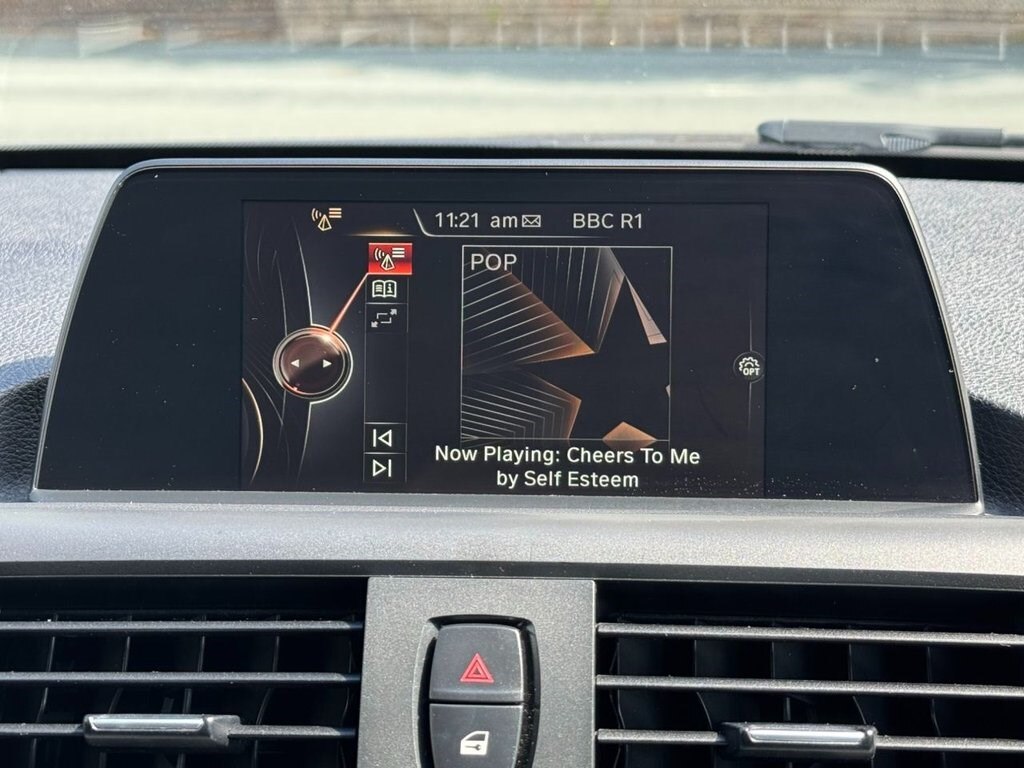 11:21 am BBC R1
POP
OPT
Now Playing: Cheers To Me
by Self Esteem